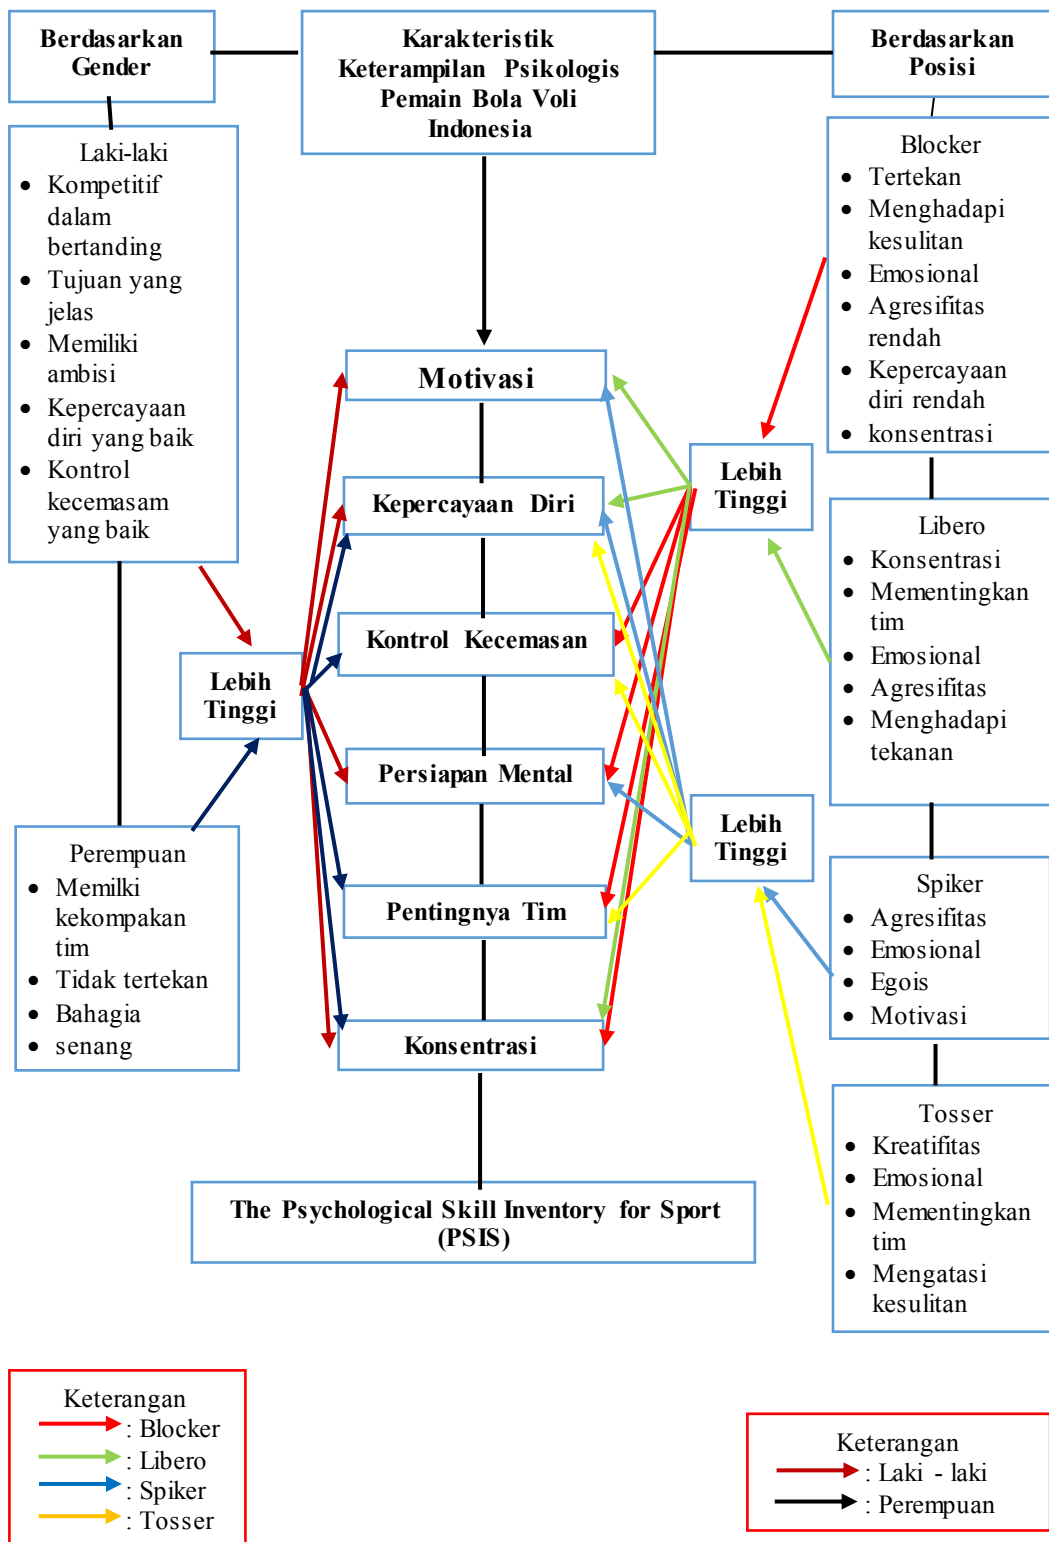 Berdasarkan
Gender
Karakteristik
Keterampilan Psikologis
Pemain Bola Voli
Indonesia
Berdasarkan
Posisi
Laki-laki
• Kompetitif
dalam
bertanding
• Tujuan yang
jelas
• Memiliki
ambisi
• Kepercayaan
diri yang baik
• Kontrol
kecemasam
yang baik
Lebih
Tinggi
Perempuan
• Memilki
kekompakan
tim
• Tidak tertekan
• Bahagia
• senang
Motivasi
Kepercayaan Diri
Kontrol Kecemasan
Persiapan Mental
Pentingnya Tim
Konsentrasi
The Psychological Skill Inventory for Sport
(PSIS)
Lebih
Tinggi
Lebih
Tinggi
Blocker
• Tertekan
• Menghadapi
kesulitan
• Emosional
• Agresifitas
rendah
• Kepercayaan
diri rendah
• konsentrasi
Libero
• Konsentrasi
• Mementingkan
tim
• Emosional
• Agresifitas
• Menghadapi
tekanan
Spiker
• Agresifitas
• Emosional
• Egois
• Motivasi
Tosser
• Kreatifitas
• Emosional
• Mementingkan
tim
• Mengatasi
kesulitan
Keterangan
: Blocker
: Libero
: Spiker
: Tosser
Keterangan
: Laki - laki
: Perempuan